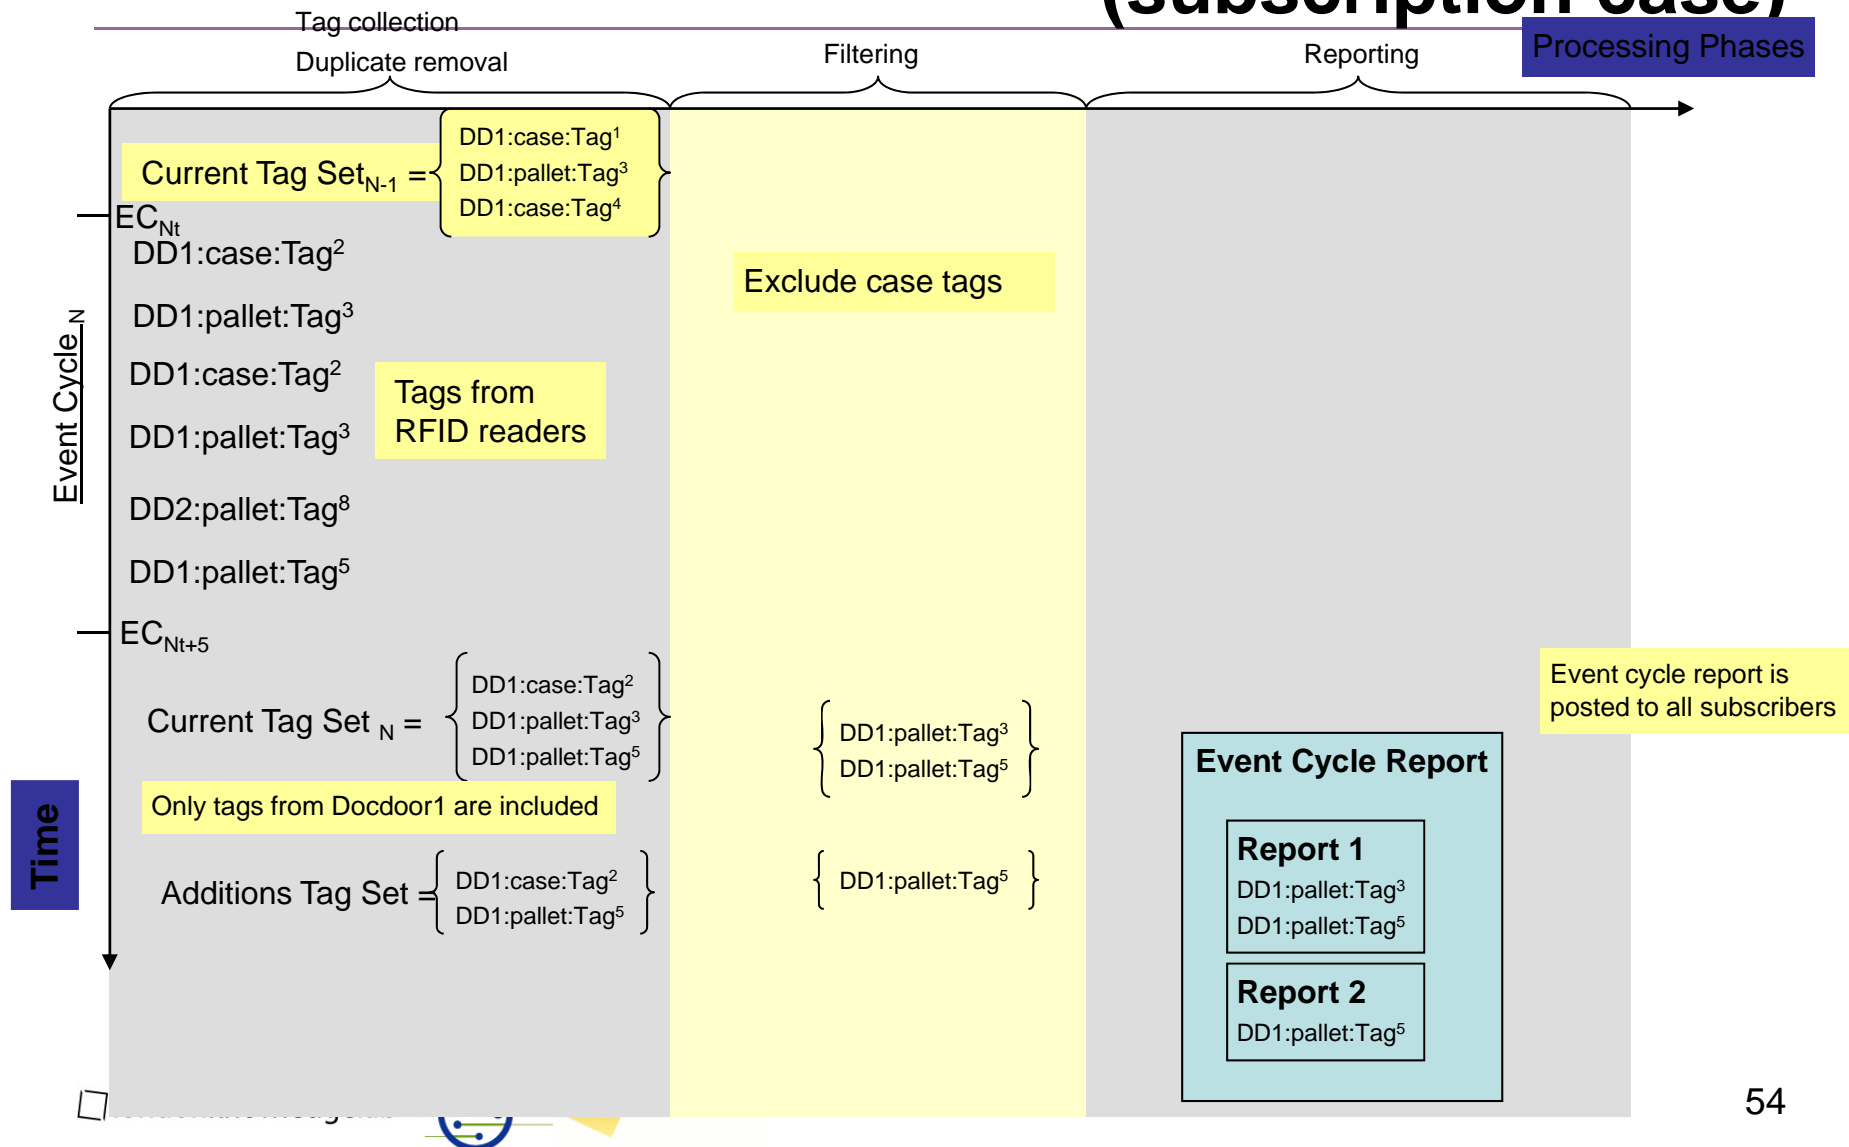 (subscription case)
Processing Phases
Tag collection
Duplicate removal
Filtering
Reporting
Current Tag Set N-1 =
DD1:case:Tag1
DD1:pallet:Tag3
DD1:case:Tag4
ECNt
DD1:case:Tag2
DD1:pallet:Tag3
DD1:case:Tag2
DD1:pallet:Tag3
DD2:pallet:Tag8
DD1:pallet:Tag5
ECNt+5
Event Cycle N
Tags from
RFID readers
Exclude case tags
Current Tag Set N =
DD1:case:Tag2
DD1:pallet:Tag3
DD1:pallet:Tag5
DD1:pallet:Tag3
DD1:pallet:Tag5
Only tags from Docdoor1 are included
Additions Tag Set =
DD1:case:Tag2
DD1:pallet:Tag5
DD1:pallet:Tag5
Time
Event cycle report is
posted to all subscribers
Event Cycle Report
Report 1
DD1:pallet:Tag3
DD1:pallet:Tag5
Report 2
DD1:pallet:Tag5
54